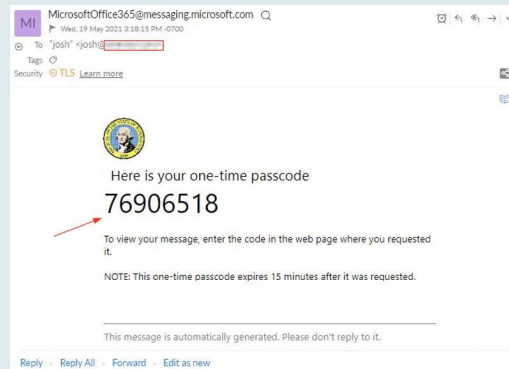 MI
MicrosoftOffice365@messaging.microsoft.com
Wed, 19 May 2021 3:18:15 PM -0700
To "josh" <josh@
Tags
Security TLS Learn more
Here is your one-time passcode
76906518
To view your message, enter the code in the web page where you requested
it.
NOTE: This one-time passcode expires 15 minutes after it was requested.
This message is automatically generated. Please don't reply to it.
Reply Reply All Forward Edit as new